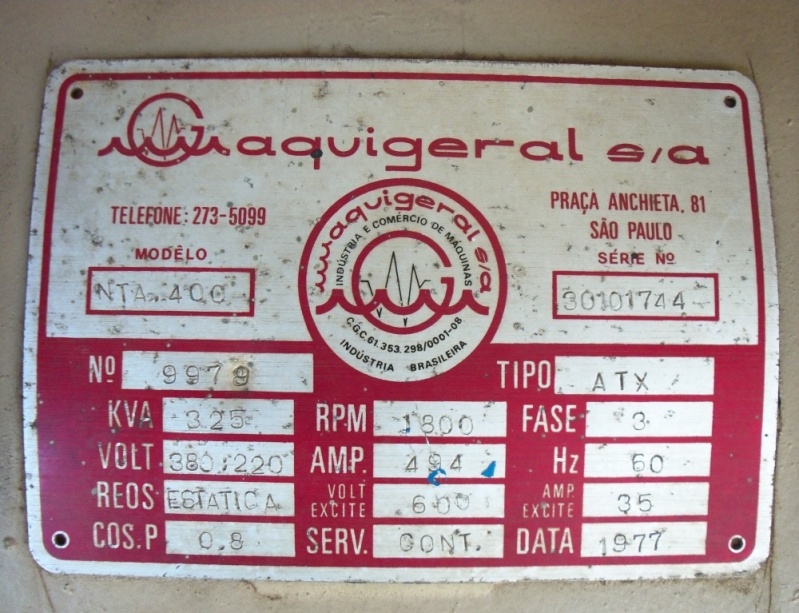 maquigeral s/a
TELEFONE: 273-5099
PRAÇA ANCHIETA, 81
SÃO PAULO
MODÊLO
NTA 400
SÉRIE Nº
30101744
maquigeral s/a
INDÚSTRIA E COMÉRCIO DE MÁQUINAS
C.G.C. 61.353.298/0001-08
INDÚSTRIA BRASILEIRA
Nº 9979 TIPO ATX
KVA 325 RPM 1800 FASE 3
VOLT 380/220 AMP. 494 Hz 60
REOS ESTATICA VOLT EXCITE 600 AMP. EXCITE 35
COS.P 0.8 SERV. CONT. DATA 1977